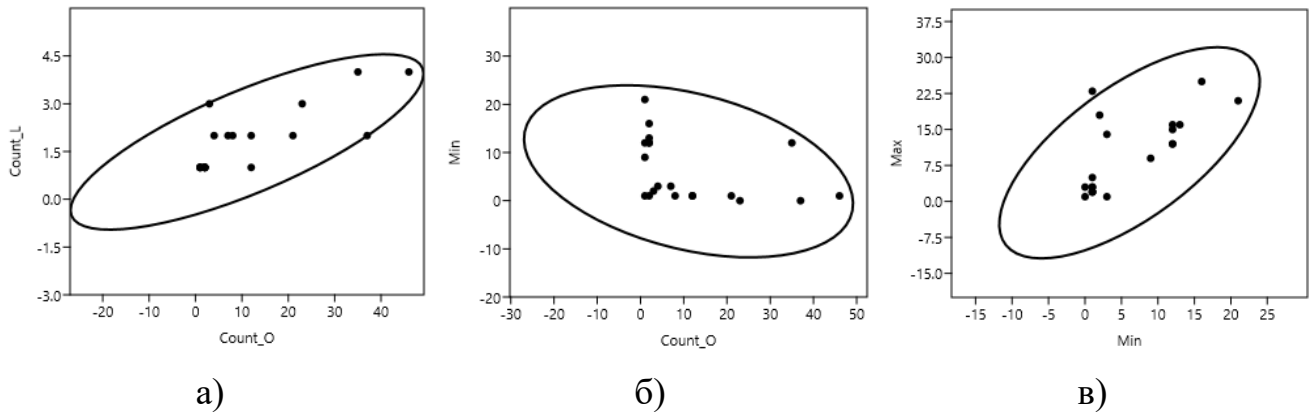 4.5
3.0
1.5
0.0
-1.5
-3.0
Count_L
-20 -10 0 10 20 30 40
Count_O
а)
30
20
10
0
-10
-20
Min
-30 -20 -10 0 10 20 30 40 50
Count_O
б)
37.5
30.0
22.5
15.0
7.5
0.0
-7.5
-15.0
Max
-15 -10 -5 0 5 10 15 20 25
Min
в)